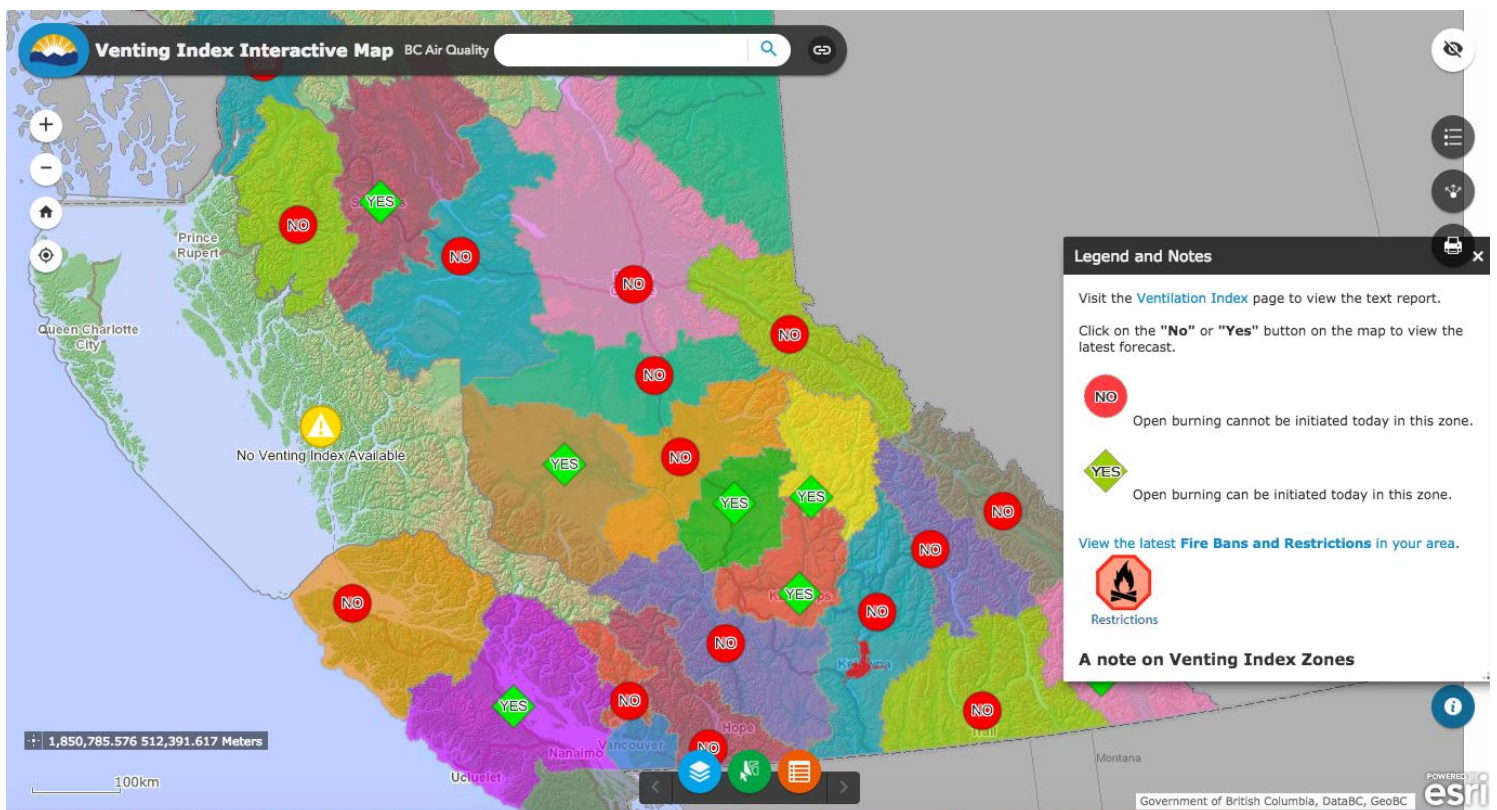 Venting Index Interactive Map BC Air Quality
NO
YES
NO
NO
NO
Prince
Rupert
Queen Charlotte
City
NO
NO
No Venting Index Available
YES
NO
YES
YES
NO
NO
NO
YES
NO
NO
YES
NO
NO
Hope
NO
Vancouver
Nanaimo
Ucluelet
Montana
1,850,785.576 512,391.617 Meters
100km
Legend and Notes
Visit the Ventilation Index page to view the text report.
Click on the "No" or "Yes" button on the map to view the
latest forecast.
NO
Open burning cannot be initiated today in this zone.
YES
Open burning can be initiated today in this zone.
View the latest Fire Bans and Restrictions in your area.
Restrictions
A note on Venting Index Zones
Government of British Columbia, DataBC, GeoBC
POWERED BY
esri